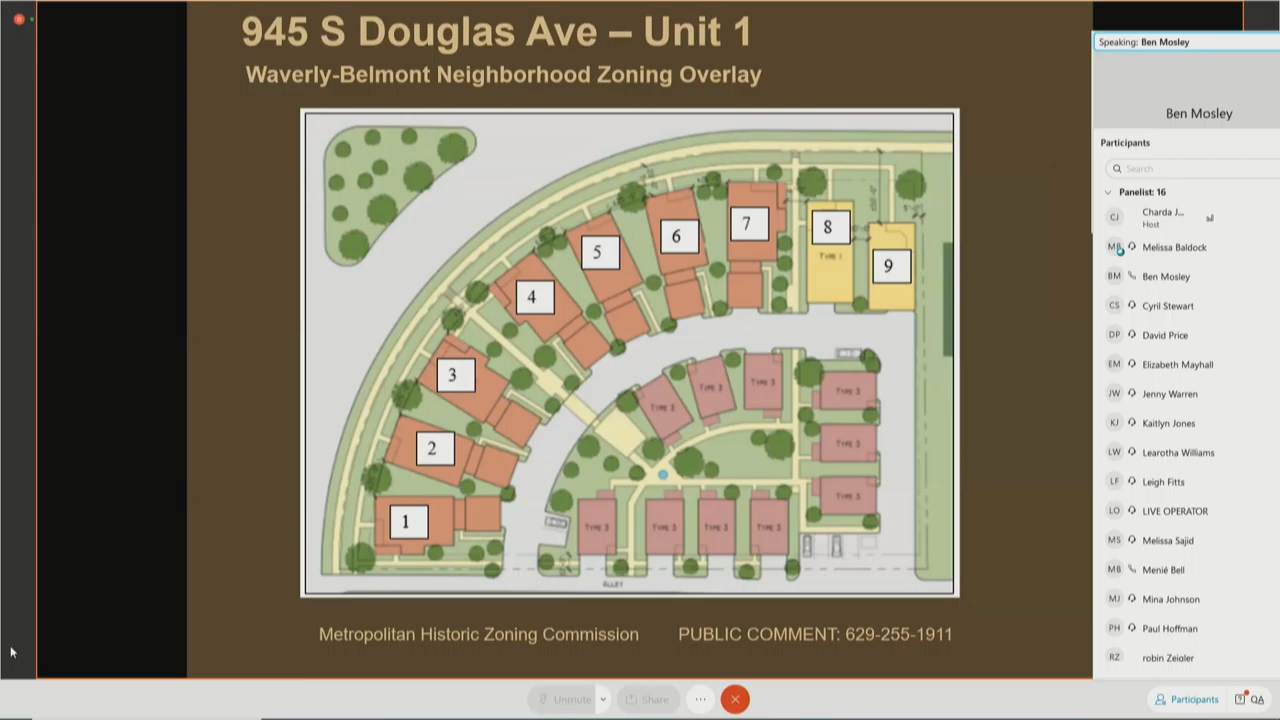 945 S Douglas Ave – Unit 1
Waverly-Belmont Neighborhood Zoning Overlay
1
2
3
4
5
6
7
8
9
TYPE 3
TYPE 3
TYPE 3
TYPE 3
TYPE 3
TYPE 3
TYPE 3
TYPE 3
TYPE 3
TYPE 3
ALLEY
Metropolitan Historic Zoning Commission
PUBLIC COMMENT: 629-255-1911
Speaking: Ben Mosley
Ben Mosley
Participants
Search
Panelist: 16
CJ Charda J...
Host
MB Melissa Baldock
BM Ben Mosley
CS Cyril Stewart
DP David Price
EM Elizabeth Mayhall
JW Jenny Warren
KJ Kaitlyn Jones
LW Learotha Williams
LF Leigh Fitts
LO LIVE OPERATOR
MS Melissa Sajid
MB Menié Bell
MJ Mina Johnson
PH Paul Hoffman
RZ robin Zeigler
Unmute
Share
Participants
QA